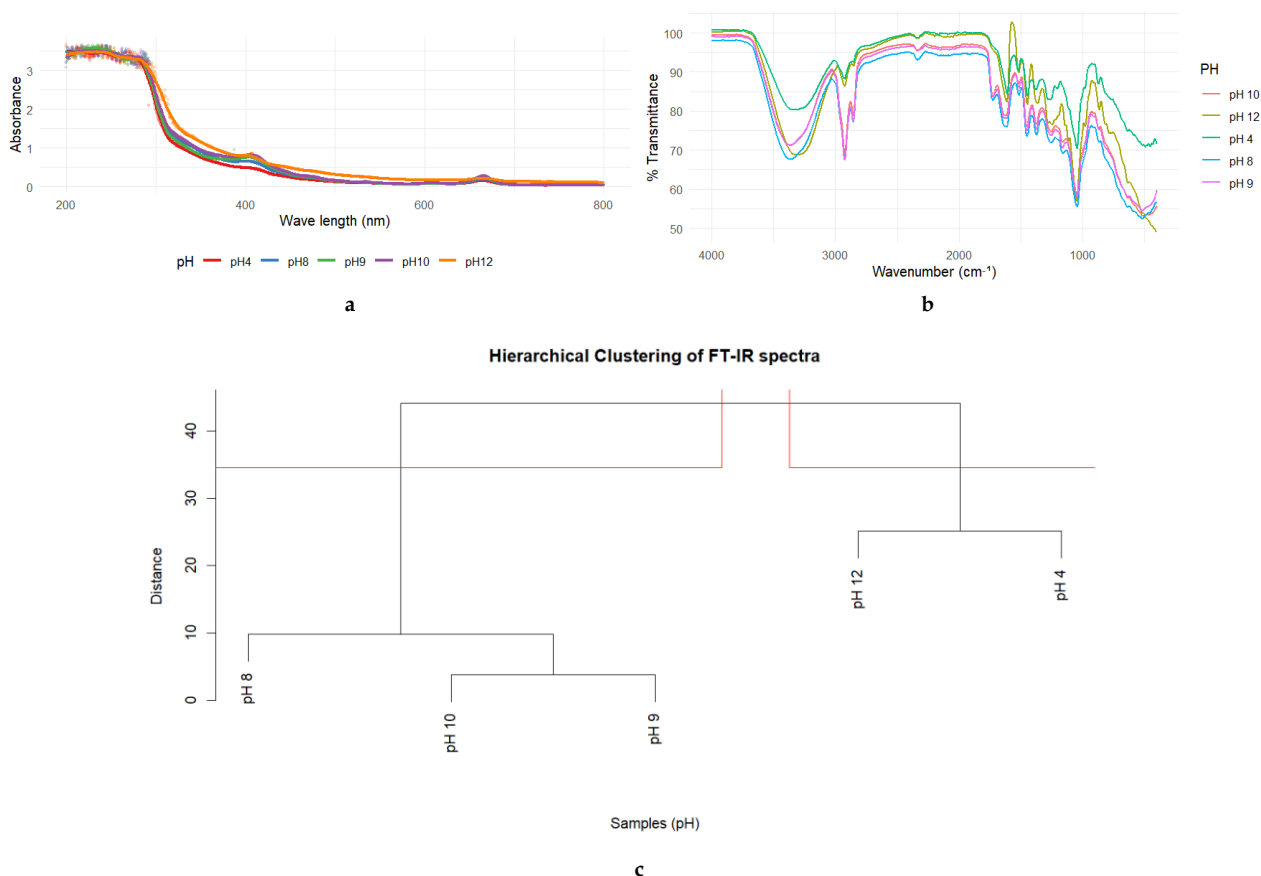 3
2
1
0
Absorbance
200
400
600
800
Wave length (nm)
pH
pH4
pH8
pH9
pH10
pH12
a
100
90
80
70
60
50
% Transmittance
4000
3000
2000
1000
Wavenumber (cm⁻¹)
PH
pH 10
pH 12
pH 4
pH 8
pH 9
b
Hierarchical Clustering of FT-IR spectra
40
30
20
10
0
Distance
pH 8
pH 10
pH 9
pH 12
pH 4
Samples (pH)
c